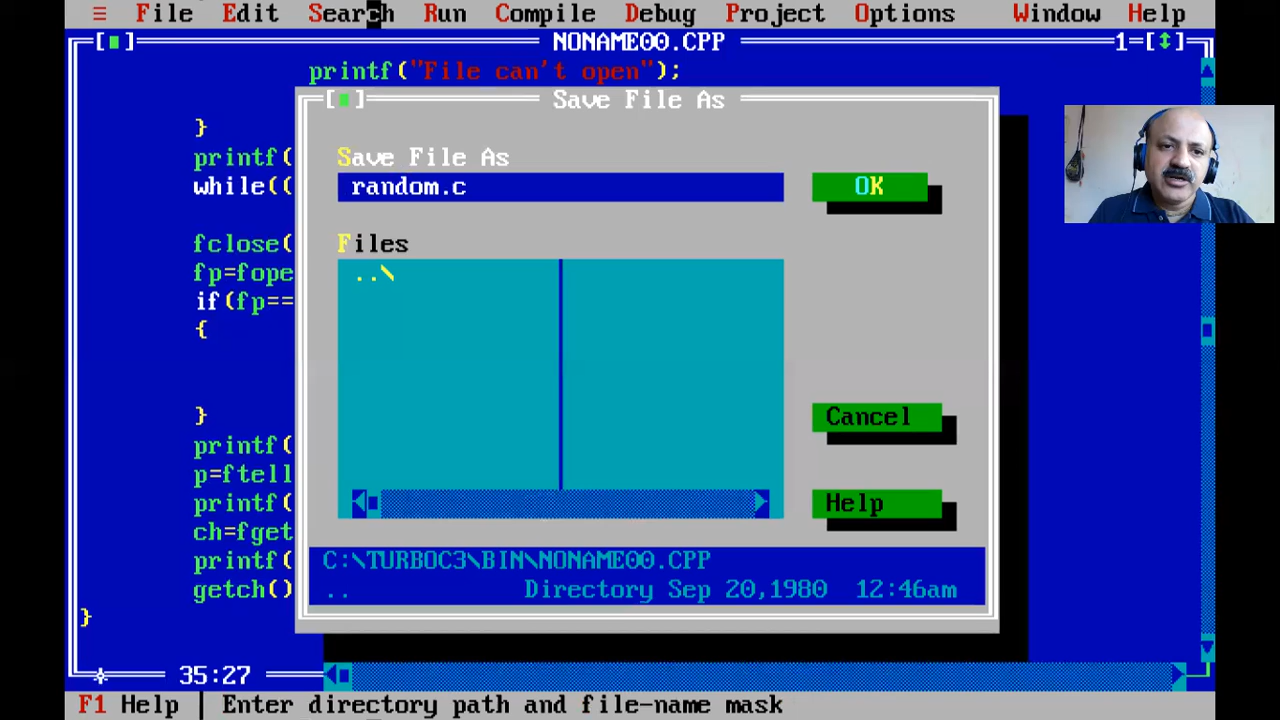 ≡ File Edit Search Run Compile Debug Project Options Window Help
[■] NONAME00.CPP 1=[↕]
printf("File can't open");
[■] Save File As
}
printf(
while((
fclose(
fp=fope
if(fp==
{
}
printf(
p=ftell
printf(
ch=fget
printf(
getch()
}
Save File As
random.c
OK
Files
..\
Cancel
Help
C:\TURBOC3\BIN\NONAME00.CPP
.. Directory Sep 20,1980 12:46am
35:27
F1 Help | Enter directory path and file-name mask